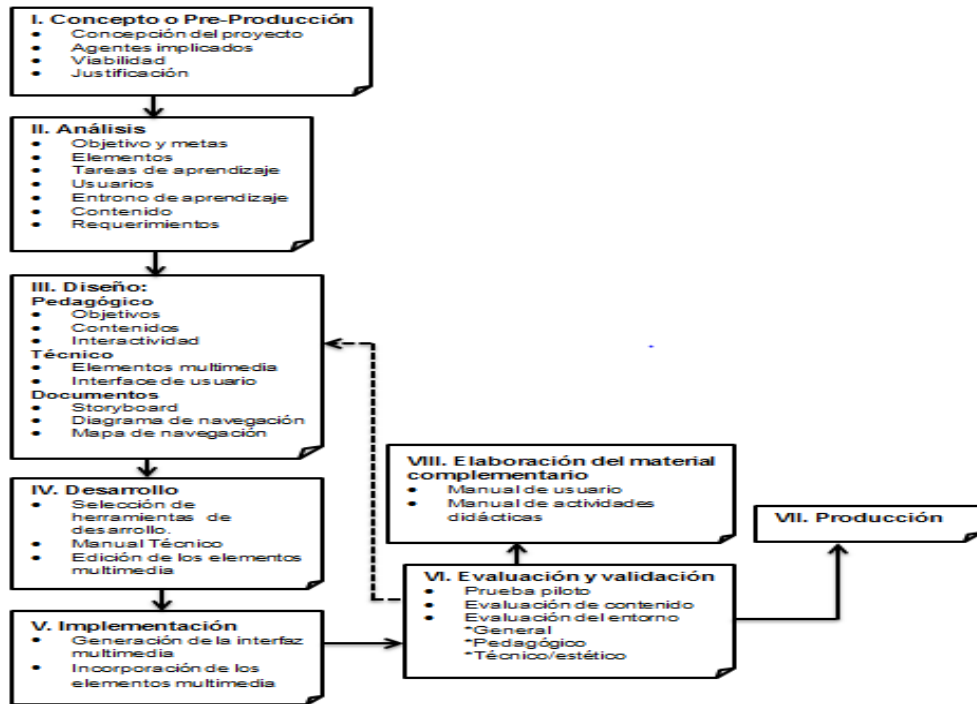 I. Concepto o Pre-Producción
• Concepción del proyecto
• Agentes implicados
• Viabilidad
• Justificación
II. Análisis
• Objetivo y metas
• Elementos
• Tareas de aprendizaje
• Usuarios
• Entrono de aprendizaje
• Contenido
• Requerimientos
III. Diseño:
Pedagógico
• Objetivos
• Contenidos
• Interactividad
Técnico
• Elementos multimedia
• Interface de usuario
Documentos
• Storyboard
• Diagrama de navegación
• Mapa de navegación
IV. Desarrollo
• Selección de
herramientas de
desarrollo.
• Manual Técnico
• Edición de los elementos
multimedia
V. Implementación
• Generación de la interfaz
multimedia
• Incorporación de los
elementos multimedia
VI. Evaluación y validación
• Prueba piloto
• Evaluación de contenido
• Evaluación del entorno
*General
*Pedagógico
*Técnico/estético
VIII. Elaboración del material
complementario
• Manual de usuario
• Manual de actividades
didácticas
VII. Producción